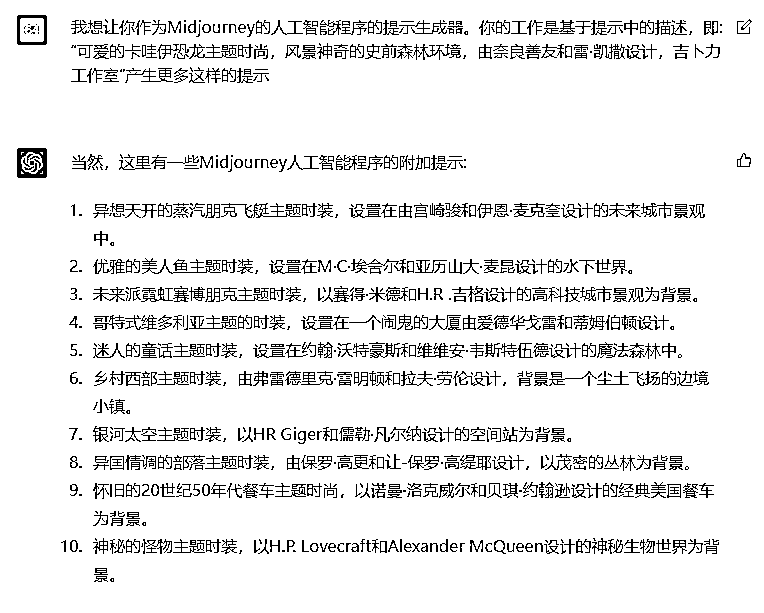 我想让你作为Midjourney的人工智能程序的提示生成器。你的工作是基于提示中的描述，即:
“可爱的卡哇伊恐龙主题时尚，风景神奇的史前森林环境，由奈良善友和雷·凯撒设计，吉卜力
工作室”产生更多这样的提示
当然，这里有一些Midjourney人工智能程序的附加提示:
1. 异想天开的蒸汽朋克飞艇主题时装，设置在由宫崎骏和伊恩·麦克奎设计的未来城市景观
中。
2. 优雅的美人鱼主题时装，设置在M·C·埃舍尔和亚历山大·麦昆设计的水下世界。
3. 未来派霓虹赛博朋克主题时装，以赛得·米德和H.R .吉格设计的高科技城市景观为背景。
4. 哥特式维多利亚主题的时装，设置在一个闹鬼的大厦由爱德华戈雷和蒂姆伯顿设计。
5. 迷人的童话主题时装，设置在约翰·沃特豪斯和维维安·韦斯特伍德设计的魔法森林中。
6. 乡村西部主题时装，由弗雷德里克·雷明顿和拉夫·劳伦设计，背景是一个尘土飞扬的边境
小镇。
7. 银河太空主题时装，以HR Giger和儒勒·凡尔纳设计的空间站为背景。
8. 异国情调的部落主题时装，由保罗·高更和让-保罗·高缇耶设计，以茂密的丛林为背景。
9. 怀旧的20世纪50年代餐车主题时尚，以诺曼·洛克威尔和贝琪·约翰逊设计的经典美国餐车
为背景。
10. 神秘的怪物主题时装，以H.P. Lovecraft和Alexander McQueen设计的神秘生物世界为背
景。